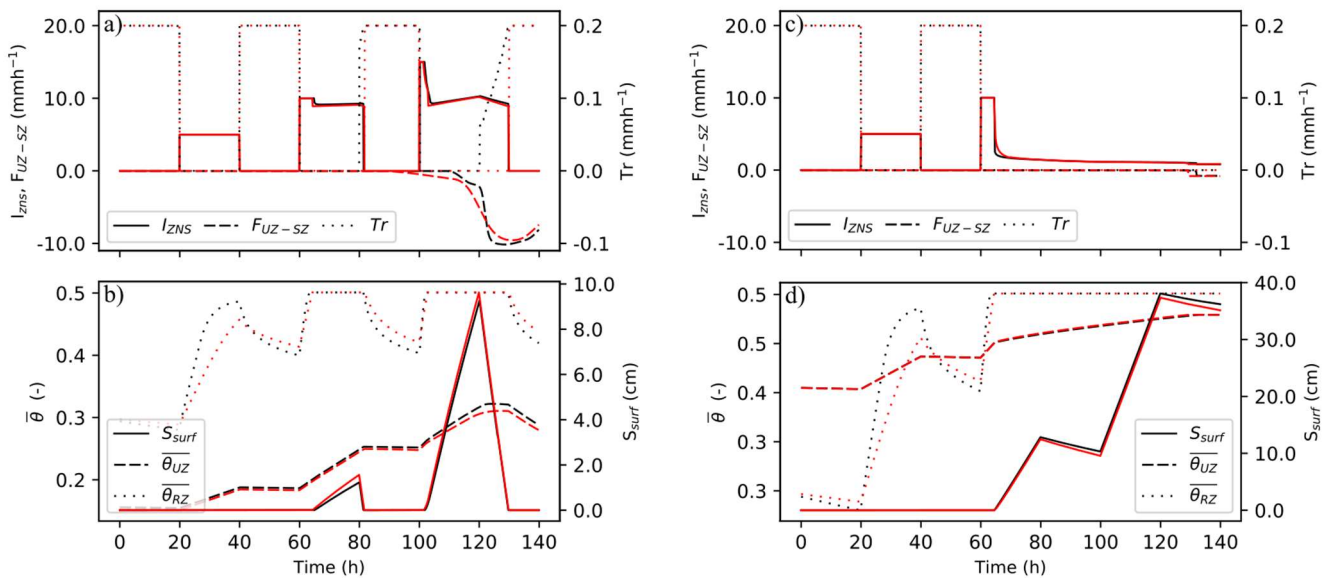 a)
20.0
10.0
0.0
-10.0
I_zns, F_UZ−SZ (mmh⁻¹)
0.2
0.1
0.0
-0.1
Tr (mmh⁻¹)
I_ZNS F_UZ−SZ Tr
c)
20.0
10.0
0.0
-10.0
I_zns, F_UZ−SZ (mmh⁻¹)
0.2
0.1
0.0
-0.1
Tr (mmh⁻¹)
I_ZNS F_UZ−SZ Tr
b)
0.5
0.4
0.3
0.2
θ̅ (-)
10.0
8.0
6.0
4.0
2.0
0.0
S_surf (cm)
S_surf
θ_UZ
θ_RZ
0 20 40 60 80 100 120 140
Time (h)
d)
0.5
0.5
0.4
0.3
0.3
θ̅ (-)
40.0
30.0
20.0
10.0
0.0
S_surf (cm)
S_surf
θ_UZ
θ_RZ
0 20 40 60 80 100 120 140
Time (h)